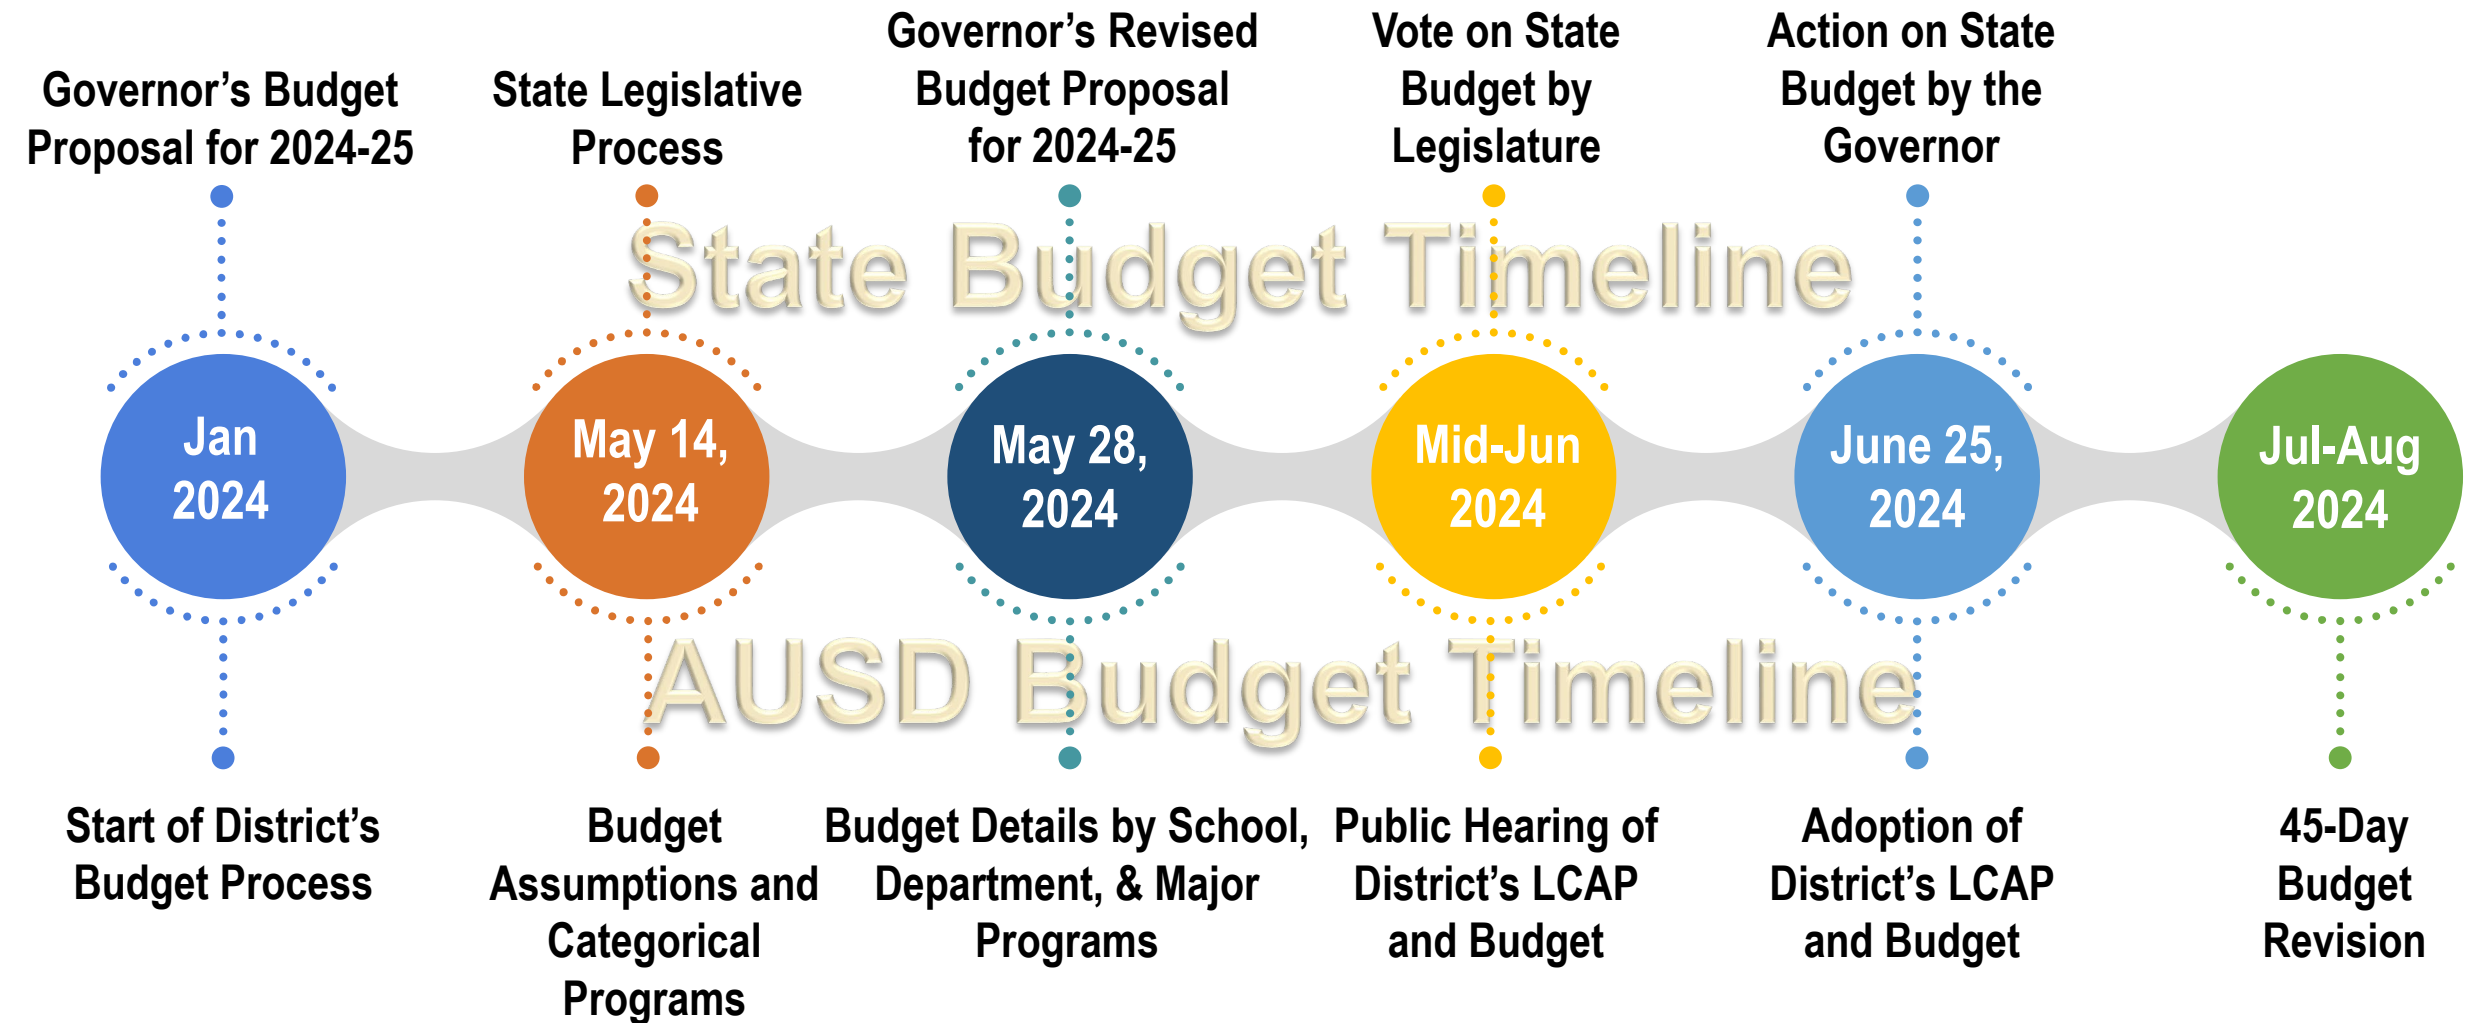 Governor's Budget
Proposal for 2024-25
State Legislative
Process
Governor's Revised
Budget Proposal
for 2024-25
Vote on State
Budget by
Legislature
Action on State
Budget by the
Governor
State Budget Timeline
Jan
2024
May 14,
2024
May 28,
2024
Mid-Jun
2024
June 25,
2024
Jul-Aug
2024
AUSD Budget Timeline
Start of District's
Budget Process
Budget
Assumptions and
Categorical
Programs
Budget Details by School,
Department, & Major
Programs
Public Hearing of
District's LCAP
and Budget
Adoption of
District's LCAP
and Budget
45-Day
Budget
Revision